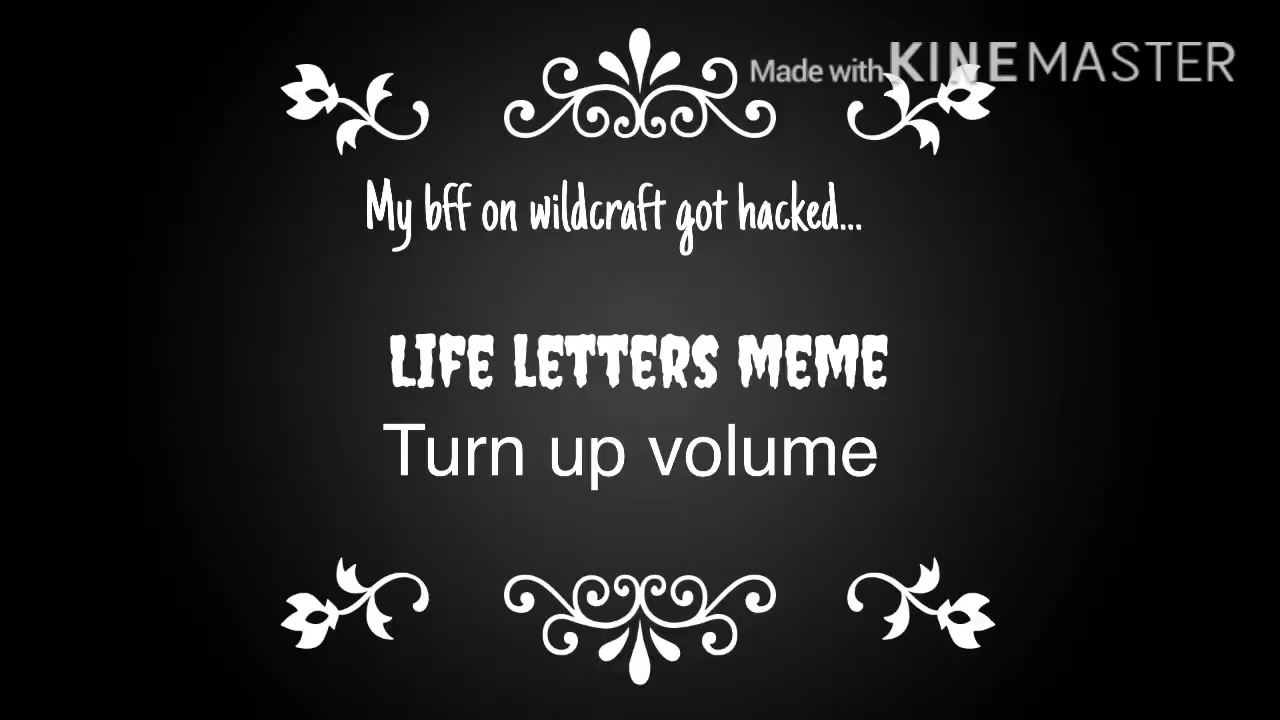 Made with KINEMASTER
My bff on wildcraft got hacked...
LIFE LETTERS MEME
Turn up volume